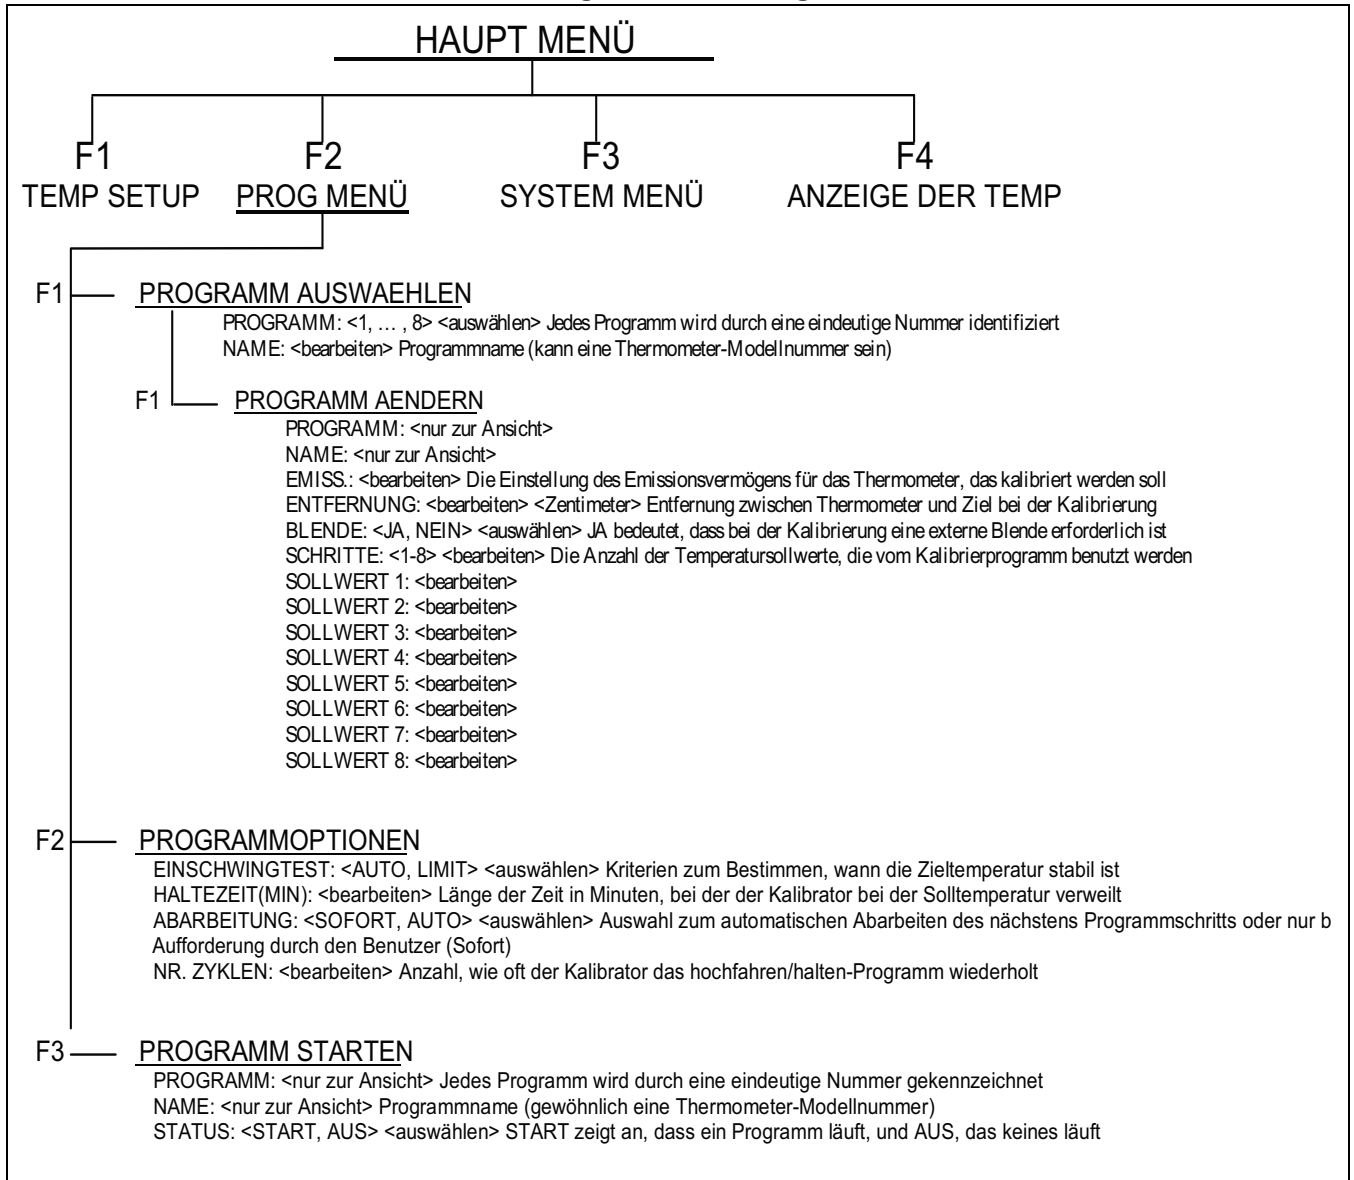 HAUPT MENÜ
F1 F2 F3 F4
TEMP SETUP PROG MENÜ SYSTEM MENÜ ANZEIGE DER TEMP
F1 PROGRAMM AUSWAEHLEN
PROGRAMM: <1, … , 8> <auswählen> Jedes Programm wird durch eine eindeutige Nummer identifiziert
NAME: <bearbeiten> Programmname (kann eine Thermometer-Modellnummer sein)
F1 PROGRAMM AENDERN
PROGRAMM: <nur zur Ansicht>
NAME: <nur zur Ansicht>
EMISS.: <bearbeiten> Die Einstellung des Emissionsvermögens für das Thermometer, das kalibriert werden soll
ENTFERNUNG: <bearbeiten> <Zentimeter> Entfernung zwischen Thermometer und Ziel bei der Kalibrierung
BLENDE: <JA, NEIN> <auswählen> JA bedeutet, dass bei der Kalibrierung eine externe Blende erforderlich ist
SCHRITTE: <1-8> <bearbeiten> Die Anzahl der Temperatursollwerte, die vom Kalibrierprogramm benutzt werden
SOLLWERT 1: <bearbeiten>
SOLLWERT 2: <bearbeiten>
SOLLWERT 3: <bearbeiten>
SOLLWERT 4: <bearbeiten>
SOLLWERT 5: <bearbeiten>
SOLLWERT 6: <bearbeiten>
SOLLWERT 7: <bearbeiten>
SOLLWERT 8: <bearbeiten>
F2 PROGRAMMOPTIONEN
EINSCHWINGTEST: <AUTO, LIMIT> <auswählen> Kriterien zum Bestimmen, wann die Zieltemperatur stabil ist
HALTEZEIT(MIN): <bearbeiten> Länge der Zeit in Minuten, bei der der Kalibrator bei der Solltemperatur verweilt
ABARBEITUNG: <SOFORT, AUTO> <auswählen> Auswahl zum automatischen Abarbeiten des nächstens Programmschritts oder nur b
Aufforderung durch den Benutzer (Sofort)
NR. ZYKLEN: <bearbeiten> Anzahl, wie oft der Kalibrator das hochfahren/halten-Programm wiederholt
F3 PROGRAMM STARTEN
PROGRAMM: <nur zur Ansicht> Jedes Programm wird durch eine eindeutige Nummer gekennzeichnet
NAME: <nur zur Ansicht> Programmname (gewöhnlich eine Thermometer-Modellnummer)
STATUS: <START, AUS> <auswählen> START zeigt an, dass ein Programm läuft, und AUS, das keines läuft